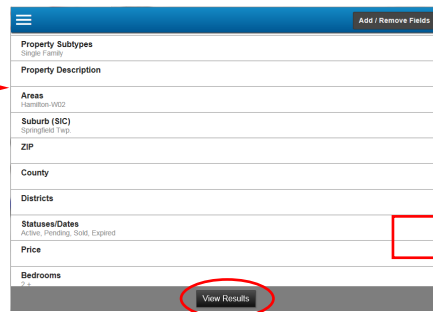 Add / Remove Fields
Property Subtypes
Single Family
Property Description
Areas
Hamilton-W02
Suburb (SIC)
Springfield Twp.
ZIP
County
Districts
Statuses/Dates
Active, Pending, Sold, Expired
Price
Bedrooms
2 +
View Results